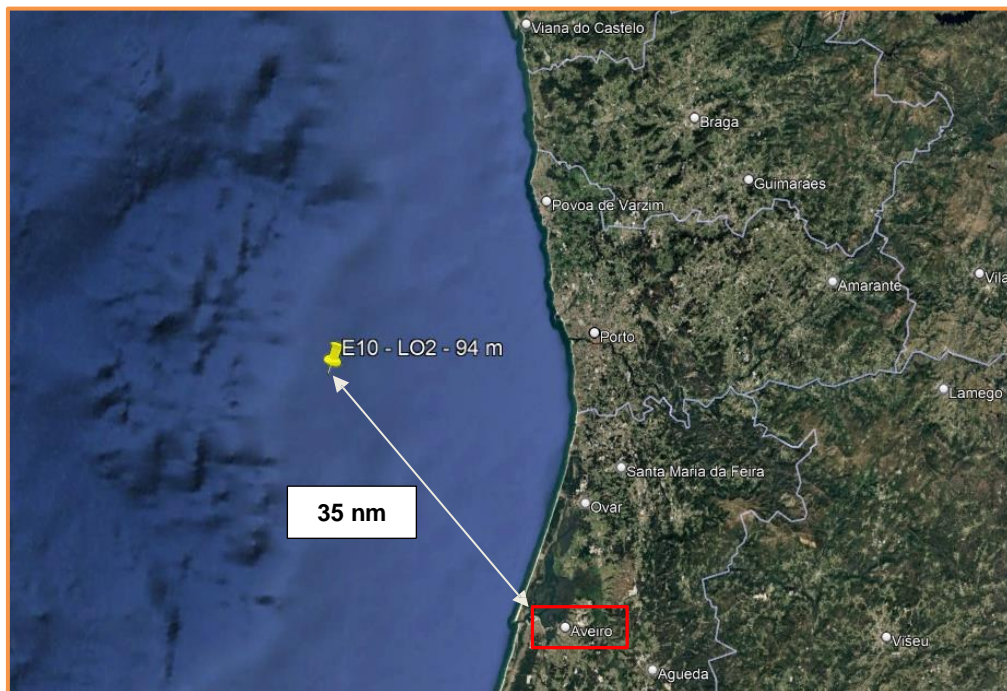 Viana do Castelo
Braga
Guimaraes
Povoa de Varzim
Amarante
Vila
E10 - LO2 - 94 m
Porto
Lamego
Santa Maria da Feira
35 nm
Ovar
Aveiro
Viseu
Agueda